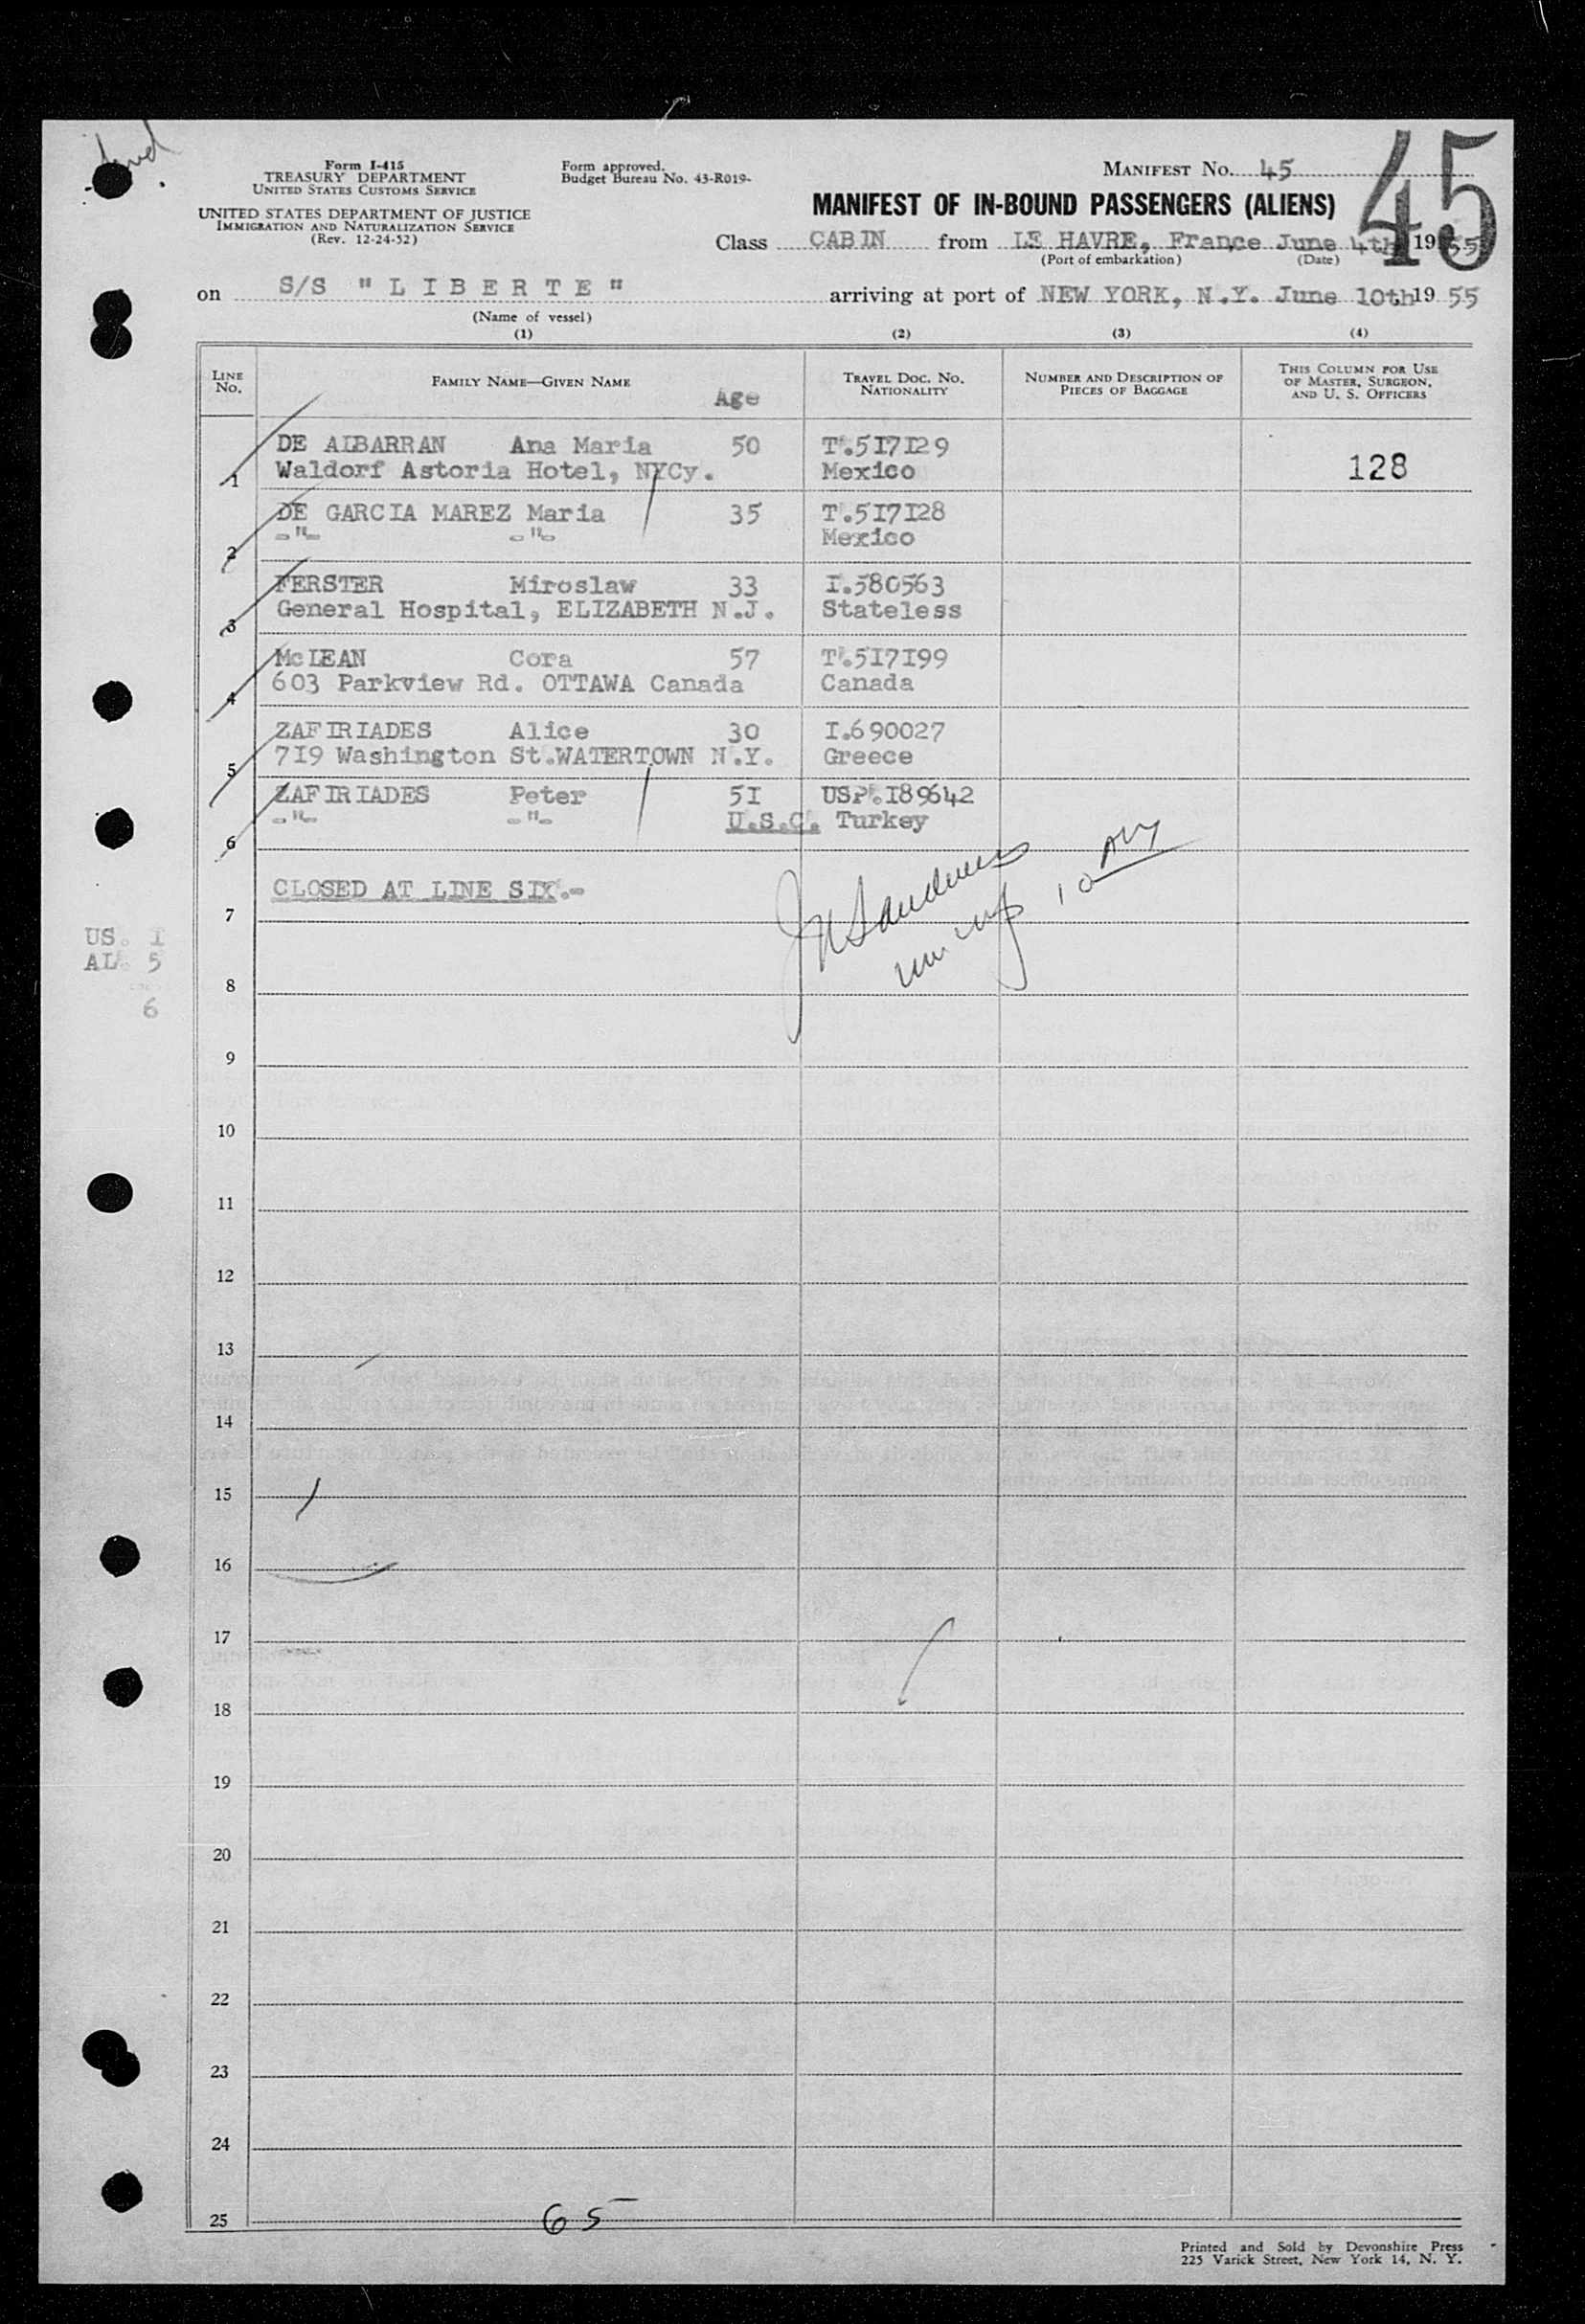 Form I-415
TREASURY DEPARTMENT
UNITED STATES CUSTOMS SERVICE
UNITED STATES DEPARTMENT OF JUSTICE
IMMIGRATION AND NATURALIZATION SERVICE
(Rev. 12-24-52)
Form approved.
Budget Bureau No. 43-R019-
MANIFEST No. 45
45
MANIFEST OF IN-BOUND PASSENGERS (ALIENS)
Class CABIN from LE HAVRE, France June 4th 1955
(Port of embarkation) (Date)
on S/S "LIBERTE" arriving at port of NEW YORK, N.Y. June 10th 19 55
(Name of vessel)
(1) (2) (3) (4)
LINE No. FAMILY NAME—GIVEN NAME Age TRAVEL DOC. No. NATIONALITY NUMBER AND DESCRIPTION OF PIECES OF BAGGAGE THIS COLUMN FOR USE OF MASTER, SURGEON, AND U. S. OFFICERS
DE ALBARRAN Ana Maria 50 T.517129
1 Waldorf Astoria Hotel, NYCy. Mexico 128
DE GARCIA MAREZ Maria 35 T.517128
2 -"- -"- Mexico
FERSTER Miroslaw 33 I.580563
3 General Hospital, ELIZABETH N.J. Stateless
McLEAN Cora 57 T.517199
4 603 Parkview Rd. OTTAWA Canada Canada
ZAFIRIADES Alice 30 I.690027
5 719 Washington St.WATERTOWN N.Y. Greece
ZAFIRIADES Peter 51 USP.189642
6 -"- -"- U.S.C. Turkey
CLOSED AT LINE SIX.-
7
US. 1
AL. 5
6
8
9
10
11
12
13
14
15
16
17
18
19
20
21
22
23
24
25
65
Printed and Sold by Devonshire Press
225 Varick Street, New York 14, N. Y.